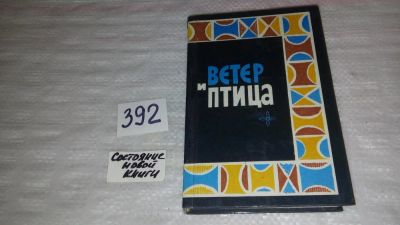 ВЕТЕР
И
ПТИЦА
392
Состояние
новой
книги